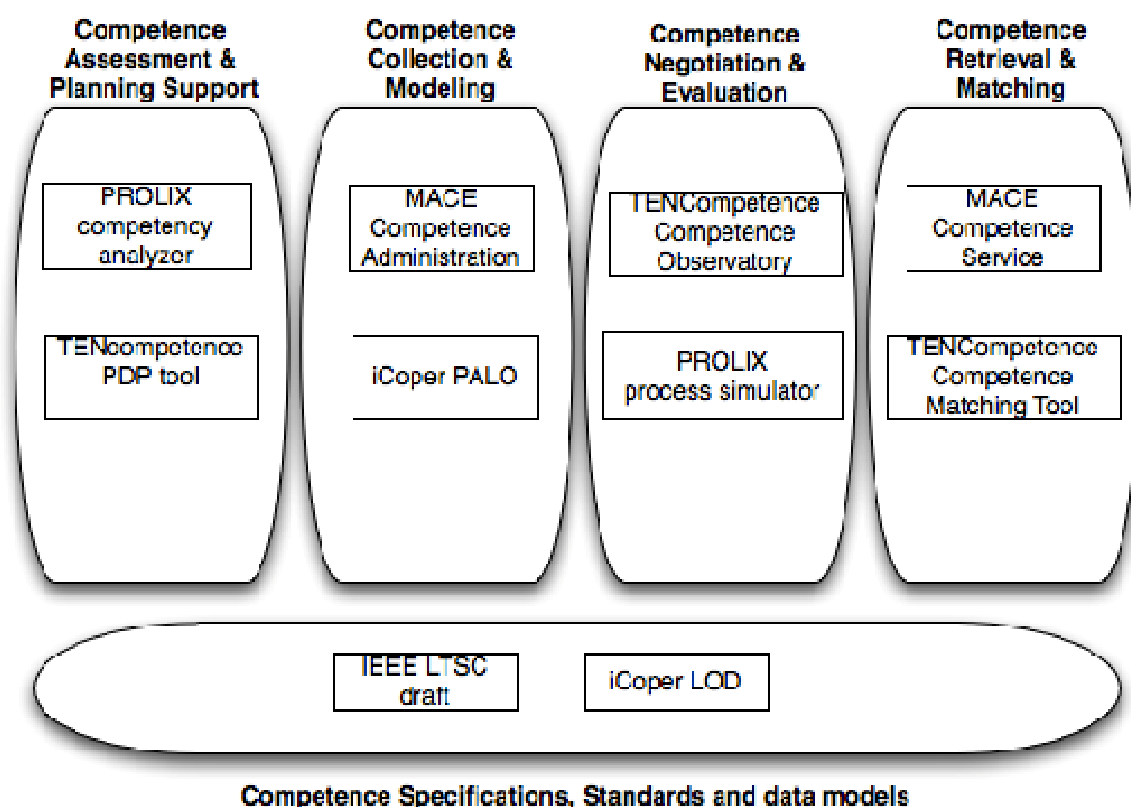 Competence
Assessment &
Planning Support
Competence
Collection &
Modeling
Competence
Negotiation &
Evaluation
Competence
Retrieval &
Matching
PROLIX
competency
analyzer
MACE
Competence
Administration
TENCompetence
Competence
Observatory
MACE
Competence
Service
TENcompetence
PDP tool
iCoper PALO
PROLIX
process simulator
TENCompetence
Competence
Matching Tool
IEEE LTSC
draft
iCoper LOD
Competence Specifications, Standards and data models